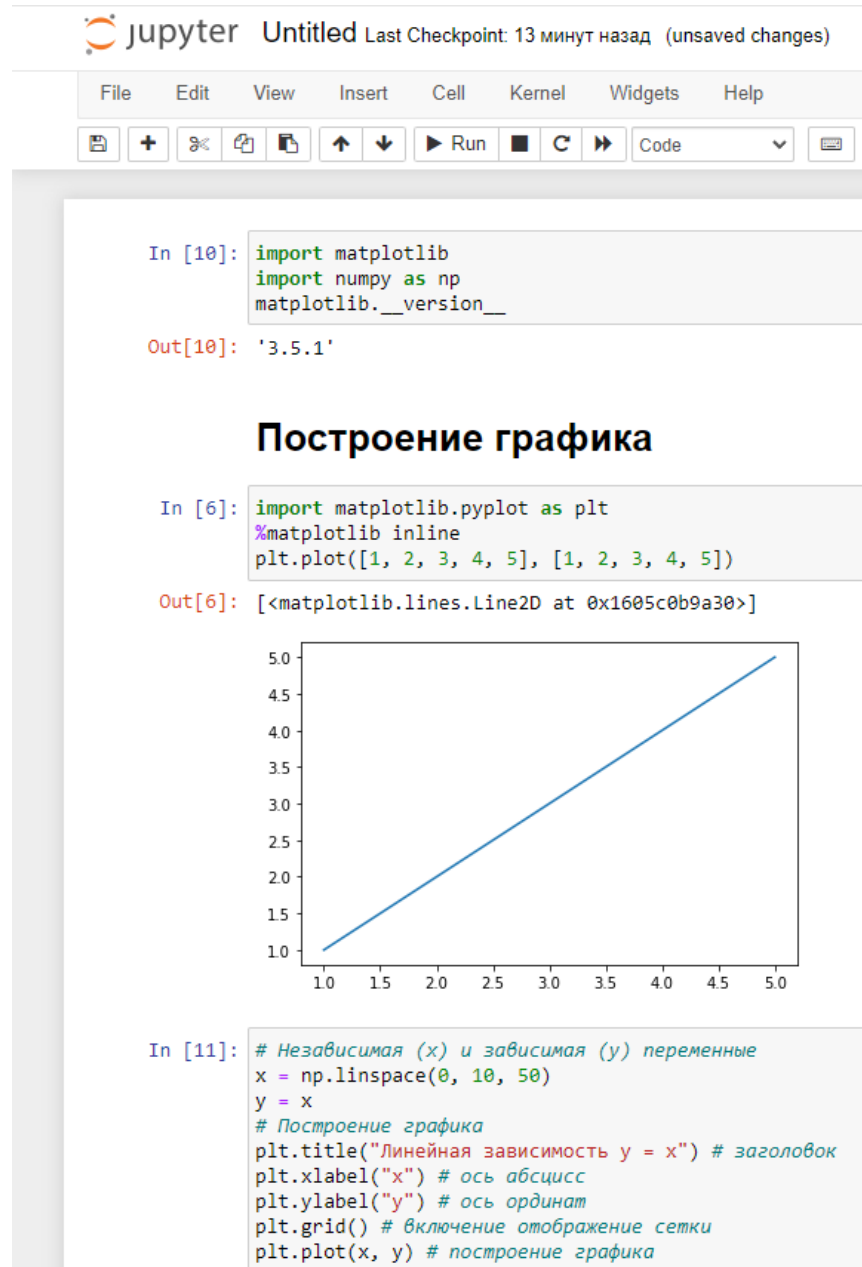 jupyter Untitled Last Checkpoint: 13 минут назад (unsaved changes)
File Edit View Insert Cell Kernel Widgets Help
Run Code
In [10]: import matplotlib
import numpy as np
matplotlib.__version__
Out[10]: '3.5.1'
Построение графика
In [6]: import matplotlib.pyplot as plt
%matplotlib inline
plt.plot([1, 2, 3, 4, 5], [1, 2, 3, 4, 5])
Out[6]: [<matplotlib.lines.Line2D at 0x1605c0b9a30>]
5.0
4.5
4.0
3.5
3.0
2.5
2.0
1.5
1.0
1.0 1.5 2.0 2.5 3.0 3.5 4.0 4.5 5.0
In [11]: # Независимая (x) и зависимая (y) переменные
x = np.linspace(0, 10, 50)
y = x
# Построение графика
plt.title("Линейная зависимость y = x") # заголовок
plt.xlabel("x") # ось абсцисс
plt.ylabel("y") # ось ординат
plt.grid() # включение отображение сетки
plt.plot(x, y) # построение графика